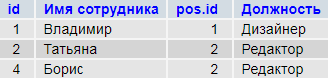 id Имя сотрудника pos.id Должность
1 Владимир 1 Дизайнер
2 Татьяна 2 Редактор
4 Борис 2 Редактор